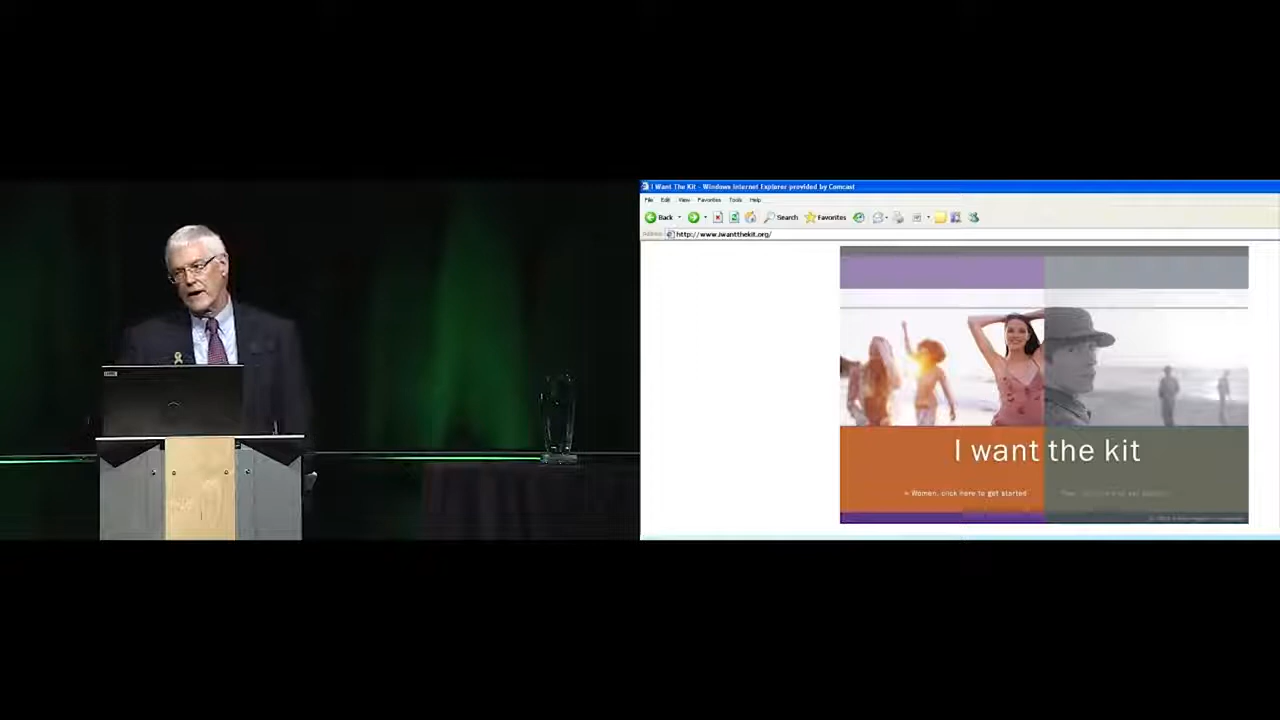 I Want The Kit - Windows Internet Explorer provided by Comcast
File Edit View Favorites Tools Help
Back Search Favorites
http://www.iwantthekit.org/
I want the kit
» Women, click here to get started